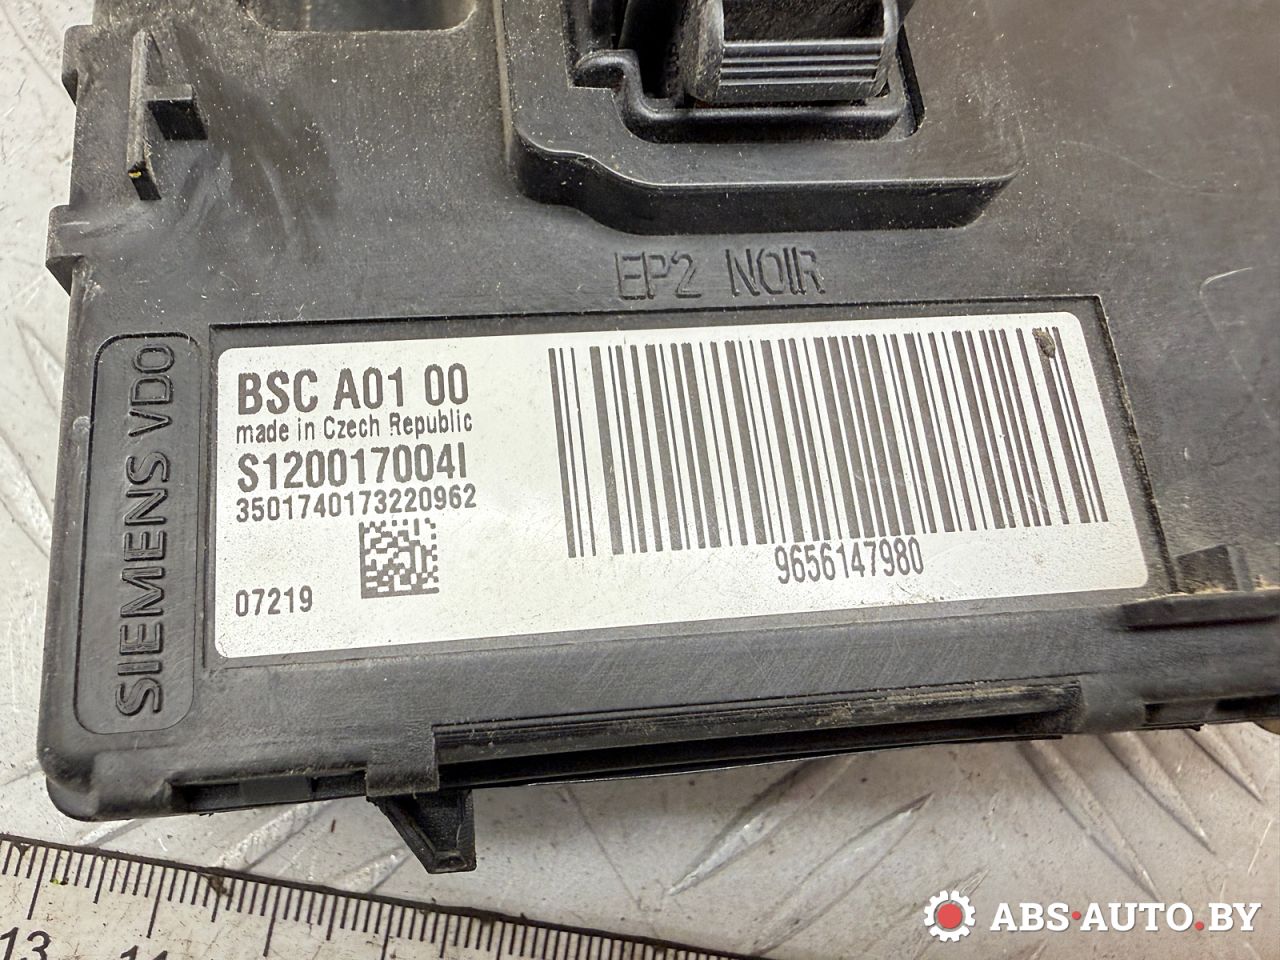 EP2 NOIR
SIEMENS VDO
BSC A01 00
made in Czech Republic
S120017004I
3501740173220962
07219
9656147980
13
ABS-AUTO.BY